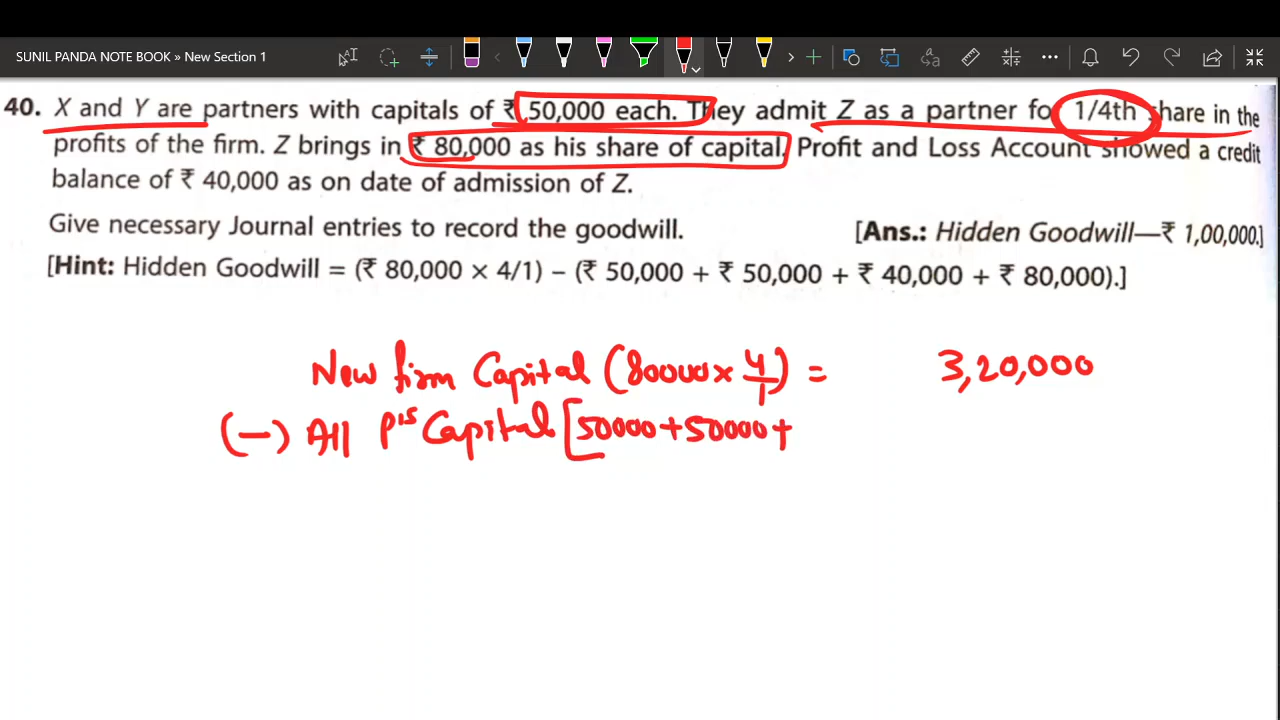 SUNIL PANDA NOTE BOOK » New Section 1
40. X and Y are partners with capitals of ₹ 50,000 each. They admit Z as a partner for 1/4th share in the
profits of the firm. Z brings in ₹ 80,000 as his share of capital. Profit and Loss Account showed a credit
balance of ₹ 40,000 as on date of admission of Z.
Give necessary Journal entries to record the goodwill. [Ans.: Hidden Goodwill—₹ 1,00,000.]
[Hint: Hidden Goodwill = (₹ 80,000 × 4/1) – (₹ 50,000 + ₹ 50,000 + ₹ 40,000 + ₹ 80,000).]
New firm Capital (80000 × 4/1) = 3,20,000
(—) All Prs Capital [50000+50000+